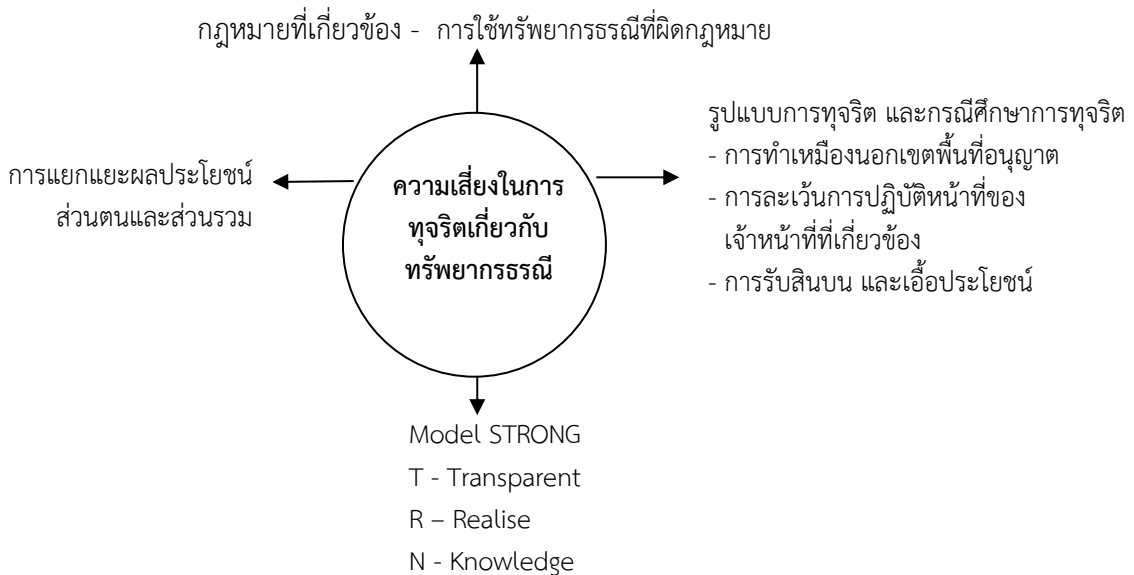 กฎหมายที่เกี่ยวข้อง - การใช้ทรัพยากรธรณีที่ผิดกฎหมาย
รูปแบบการทุจริต และกรณีศึกษาการทุจริต
- การทำเหมืองนอกเขตพื้นที่อนุญาต
- การละเว้นการปฏิบัติหน้าที่ของ
เจ้าหน้าที่ที่เกี่ยวข้อง
- การรับสินบน และเอื้อประโยชน์
การแยกแยะผลประโยชน์
ส่วนตนและส่วนรวม
ความเสี่ยงในการ
ทุจริตเกี่ยวกับ
ทรัพยากรธรณี
Model STRONG
T - Transparent
R – Realise
N - Knowledge